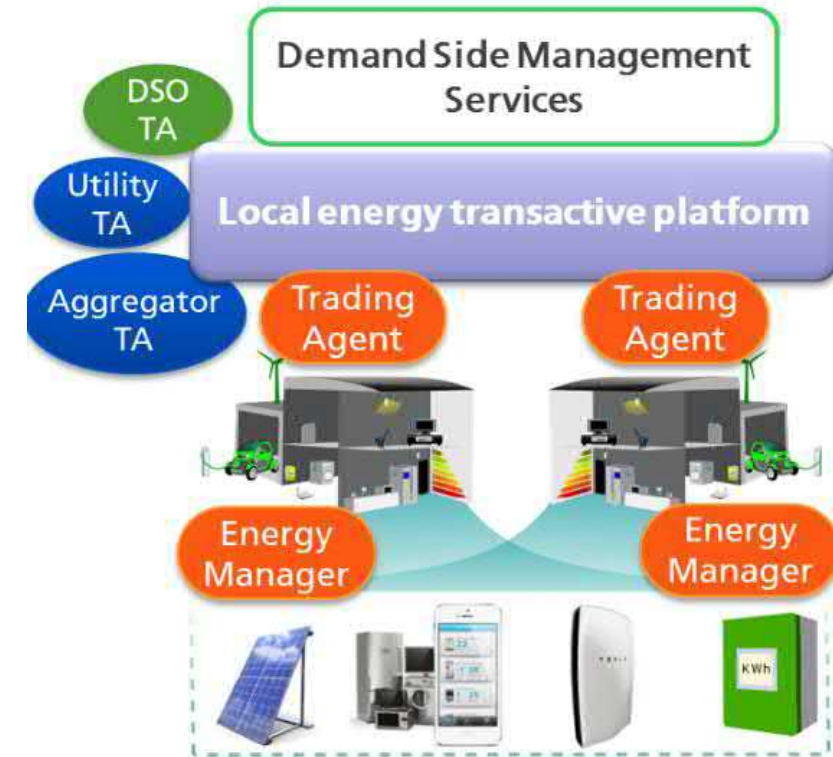 Demand Side Management
Services
DSO
TA
Utility
TA
Local energy transactive platform
Aggregator
TA
Trading
Agent
Trading
Agent
Energy
Manager
Energy
Manager
KWh